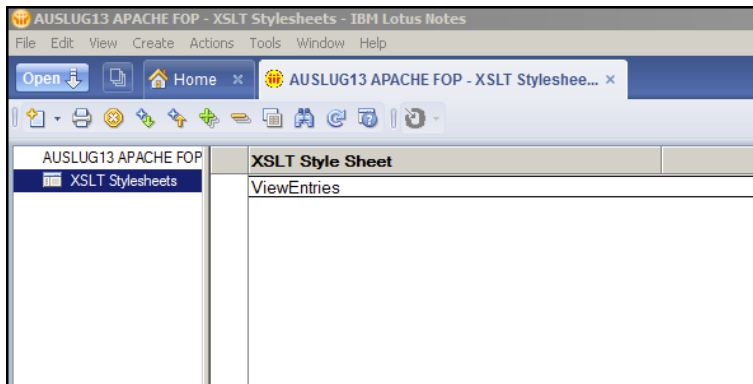 AUSLUG13 APACHE FOP - XSLT Stylesheets - IBM Lotus Notes
File Edit View Create Actions Tools Window Help
Open Home × AUSLUG13 APACHE FOP - XSLT Styleshee... ×
AUSLUG13 APACHE FOP XSLT Style Sheet
XSLT Stylesheets ViewEntries